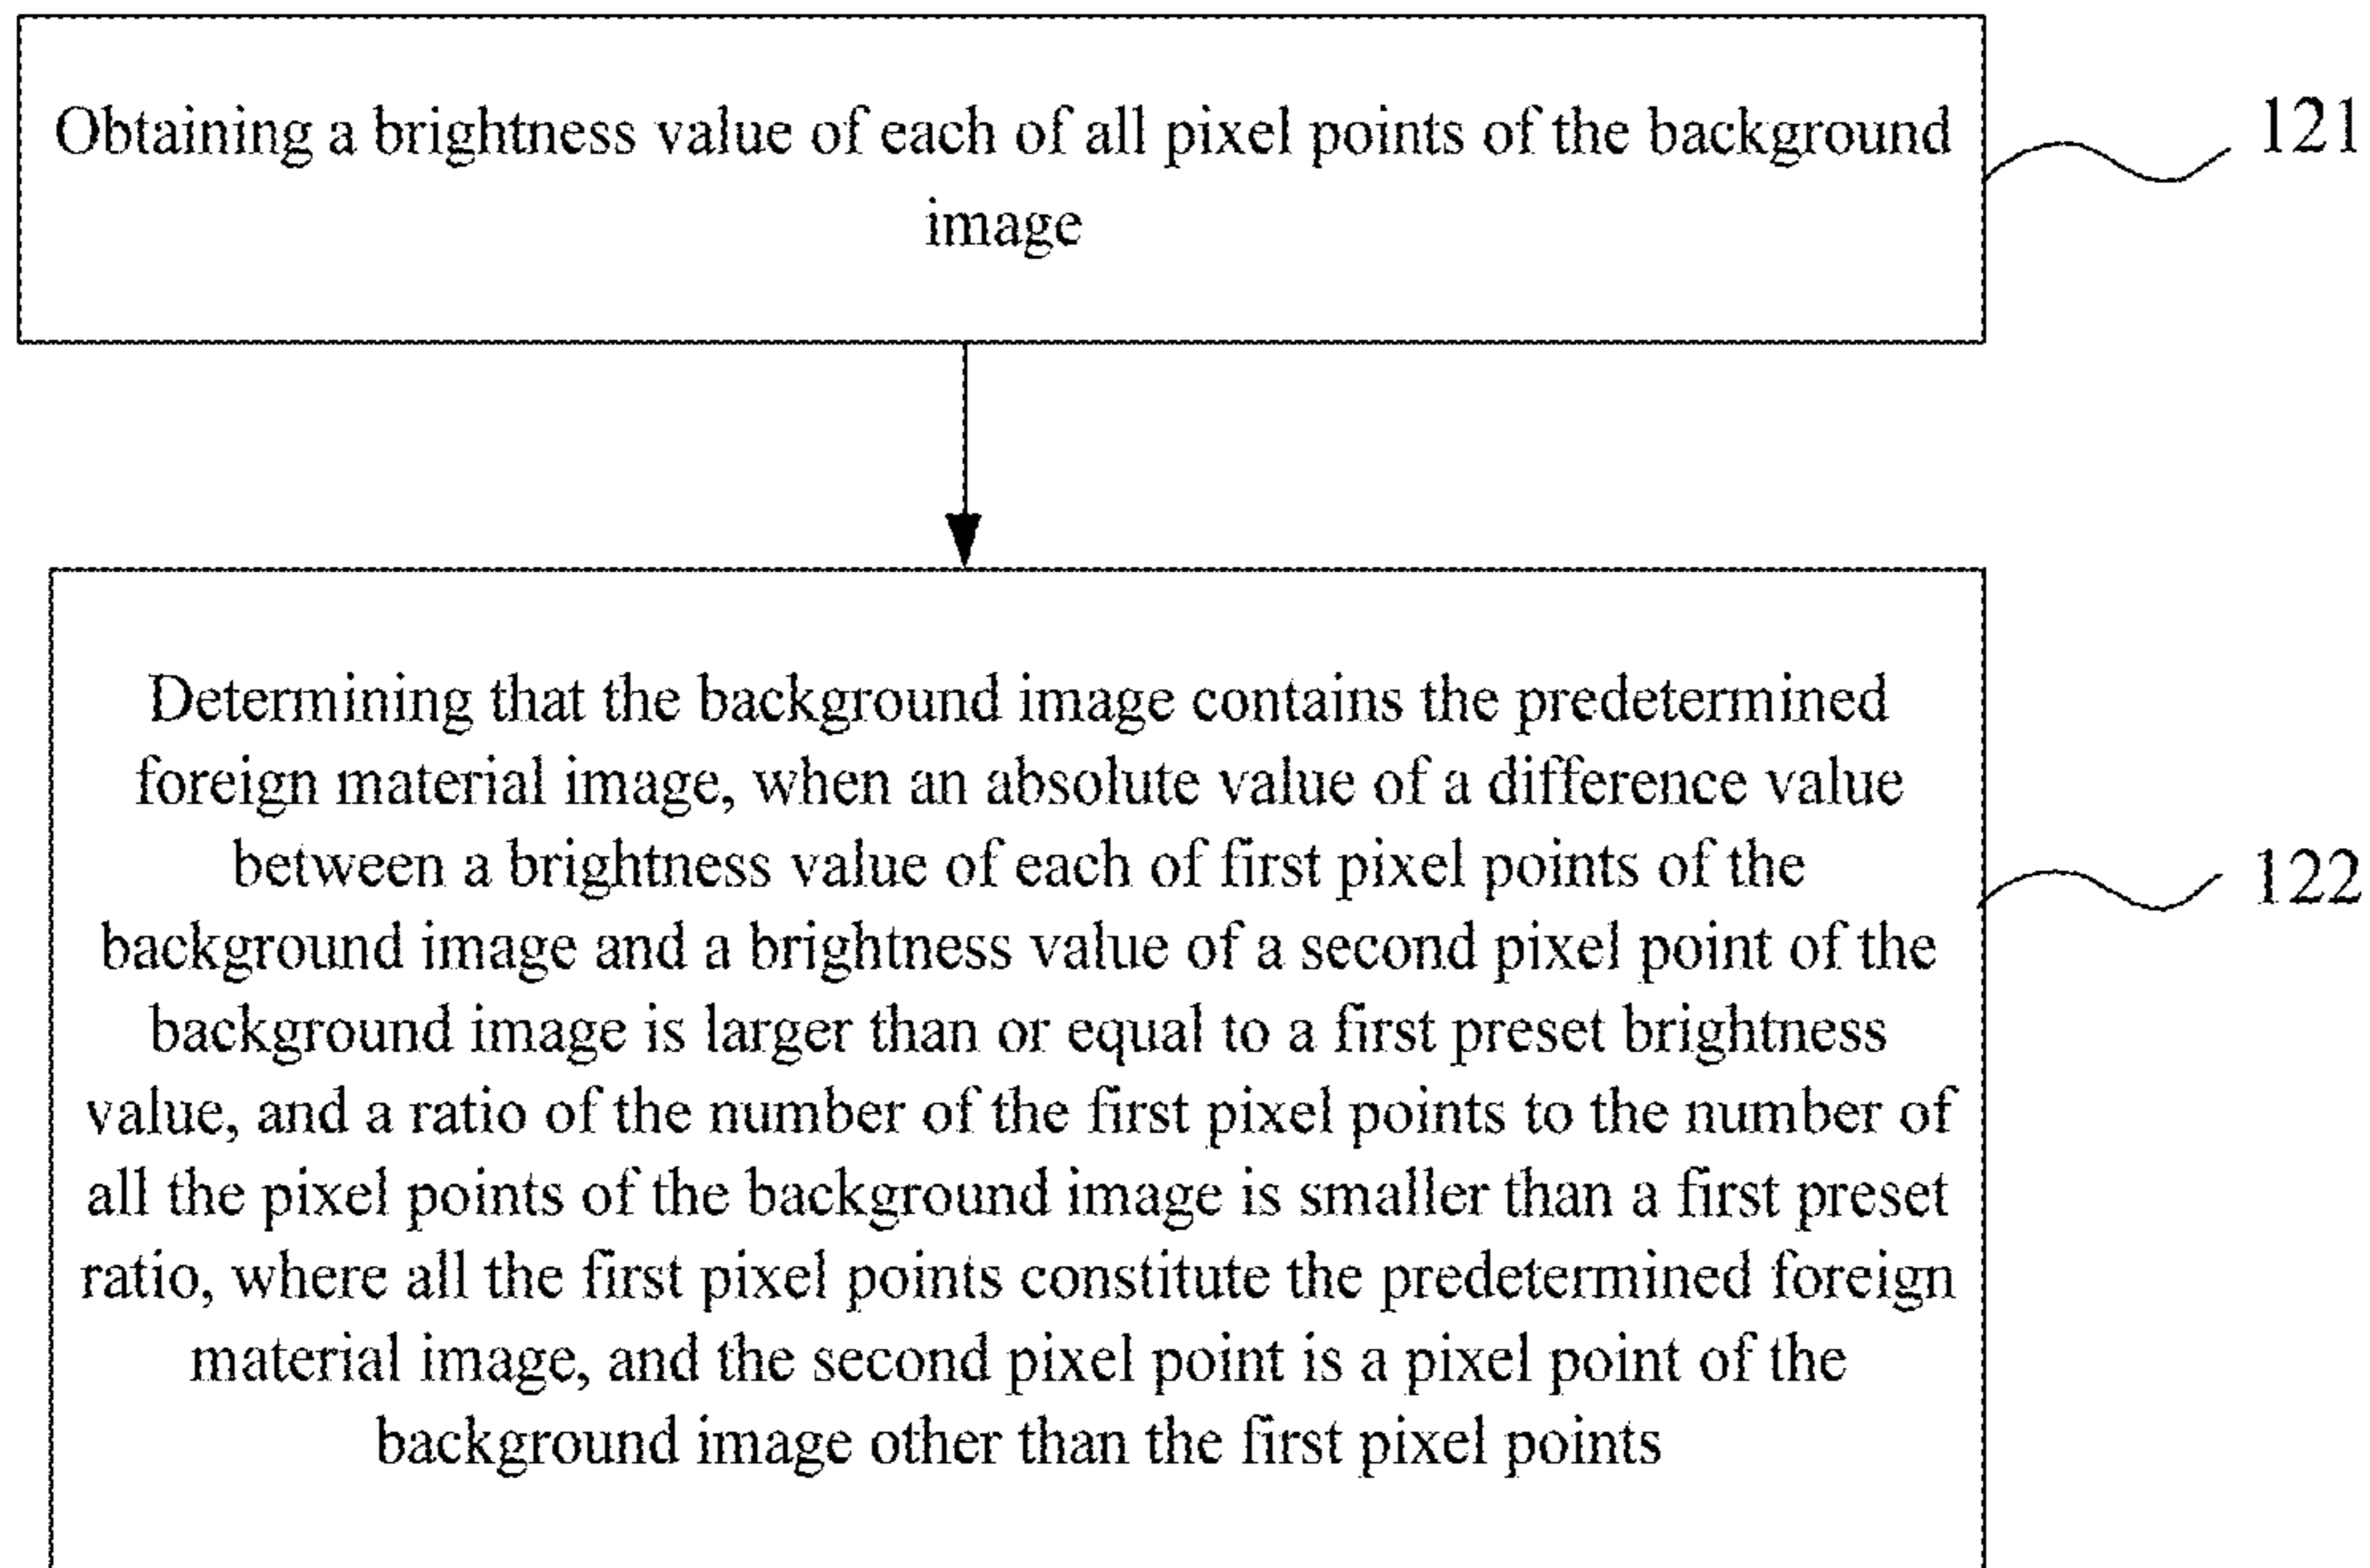 Obtaining a brightness value of each of all pixel points of the background
image
121
Determining that the background image contains the predetermined
foreign material image, when an absolute value of a difference value
between a brightness value of each of first pixel points of the
background image and a brightness value of a second pixel point of the
background image is larger than or equal to a first preset brightness
value, and a ratio of the number of the first pixel points to the number of
all the pixel points of the background image is smaller than a first preset
ratio, where all the first pixel points constitute the predetermined foreign
material image, and the second pixel point is a pixel point of the
background image other than the first pixel points
122